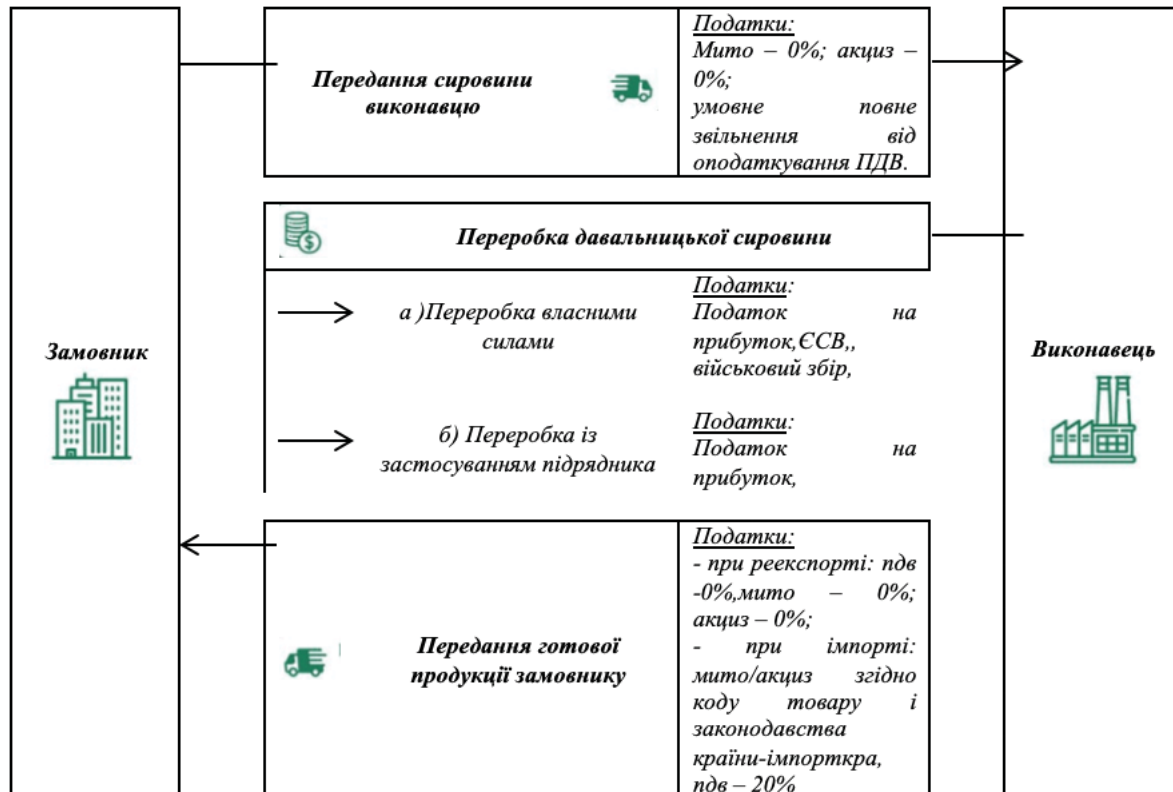 Передання сировини
виконавцю
Податки:
Мито – 0%; акциз –
0%;
умовне повне
звільнення від
оподаткування ПДВ.
Переробка давальницької сировини
Замовник
а )Переробка власними
силами
Податки:
Податок на
прибуток,ЄСВ,,
військовий збір,
Виконавець
б) Переробка із
застосуванням підрядника
Податки:
Податок на
прибуток,
Передання готової
продукції замовнику
Податки:
- при реекспорті: пдв
-0%,мито – 0%;
акциз – 0%;
- при імпорті:
мито/акциз згідно
коду товару і
законодавства
країни-імпорткра,
пдв – 20%